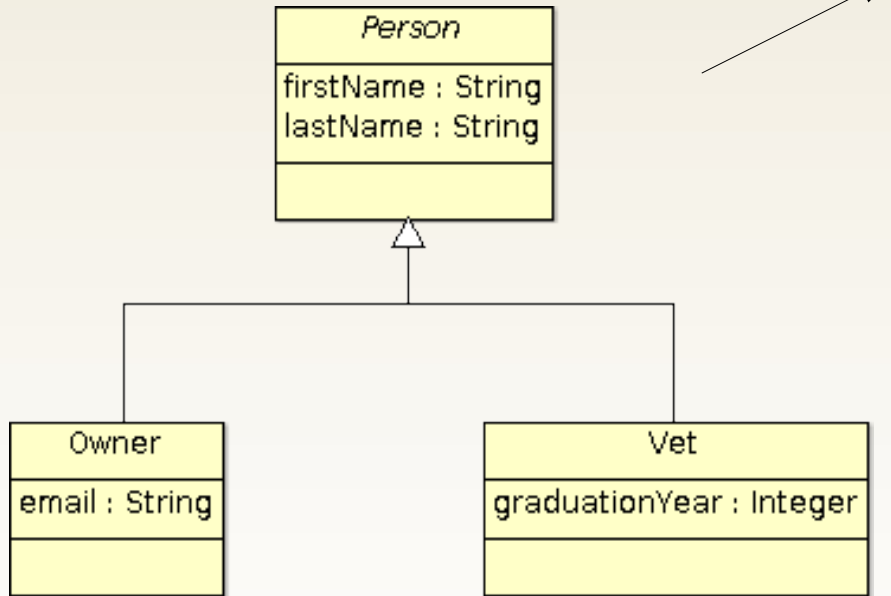 Person
firstName : String
lastName : String
Owner
email : String
Vet
graduationYear : Integer